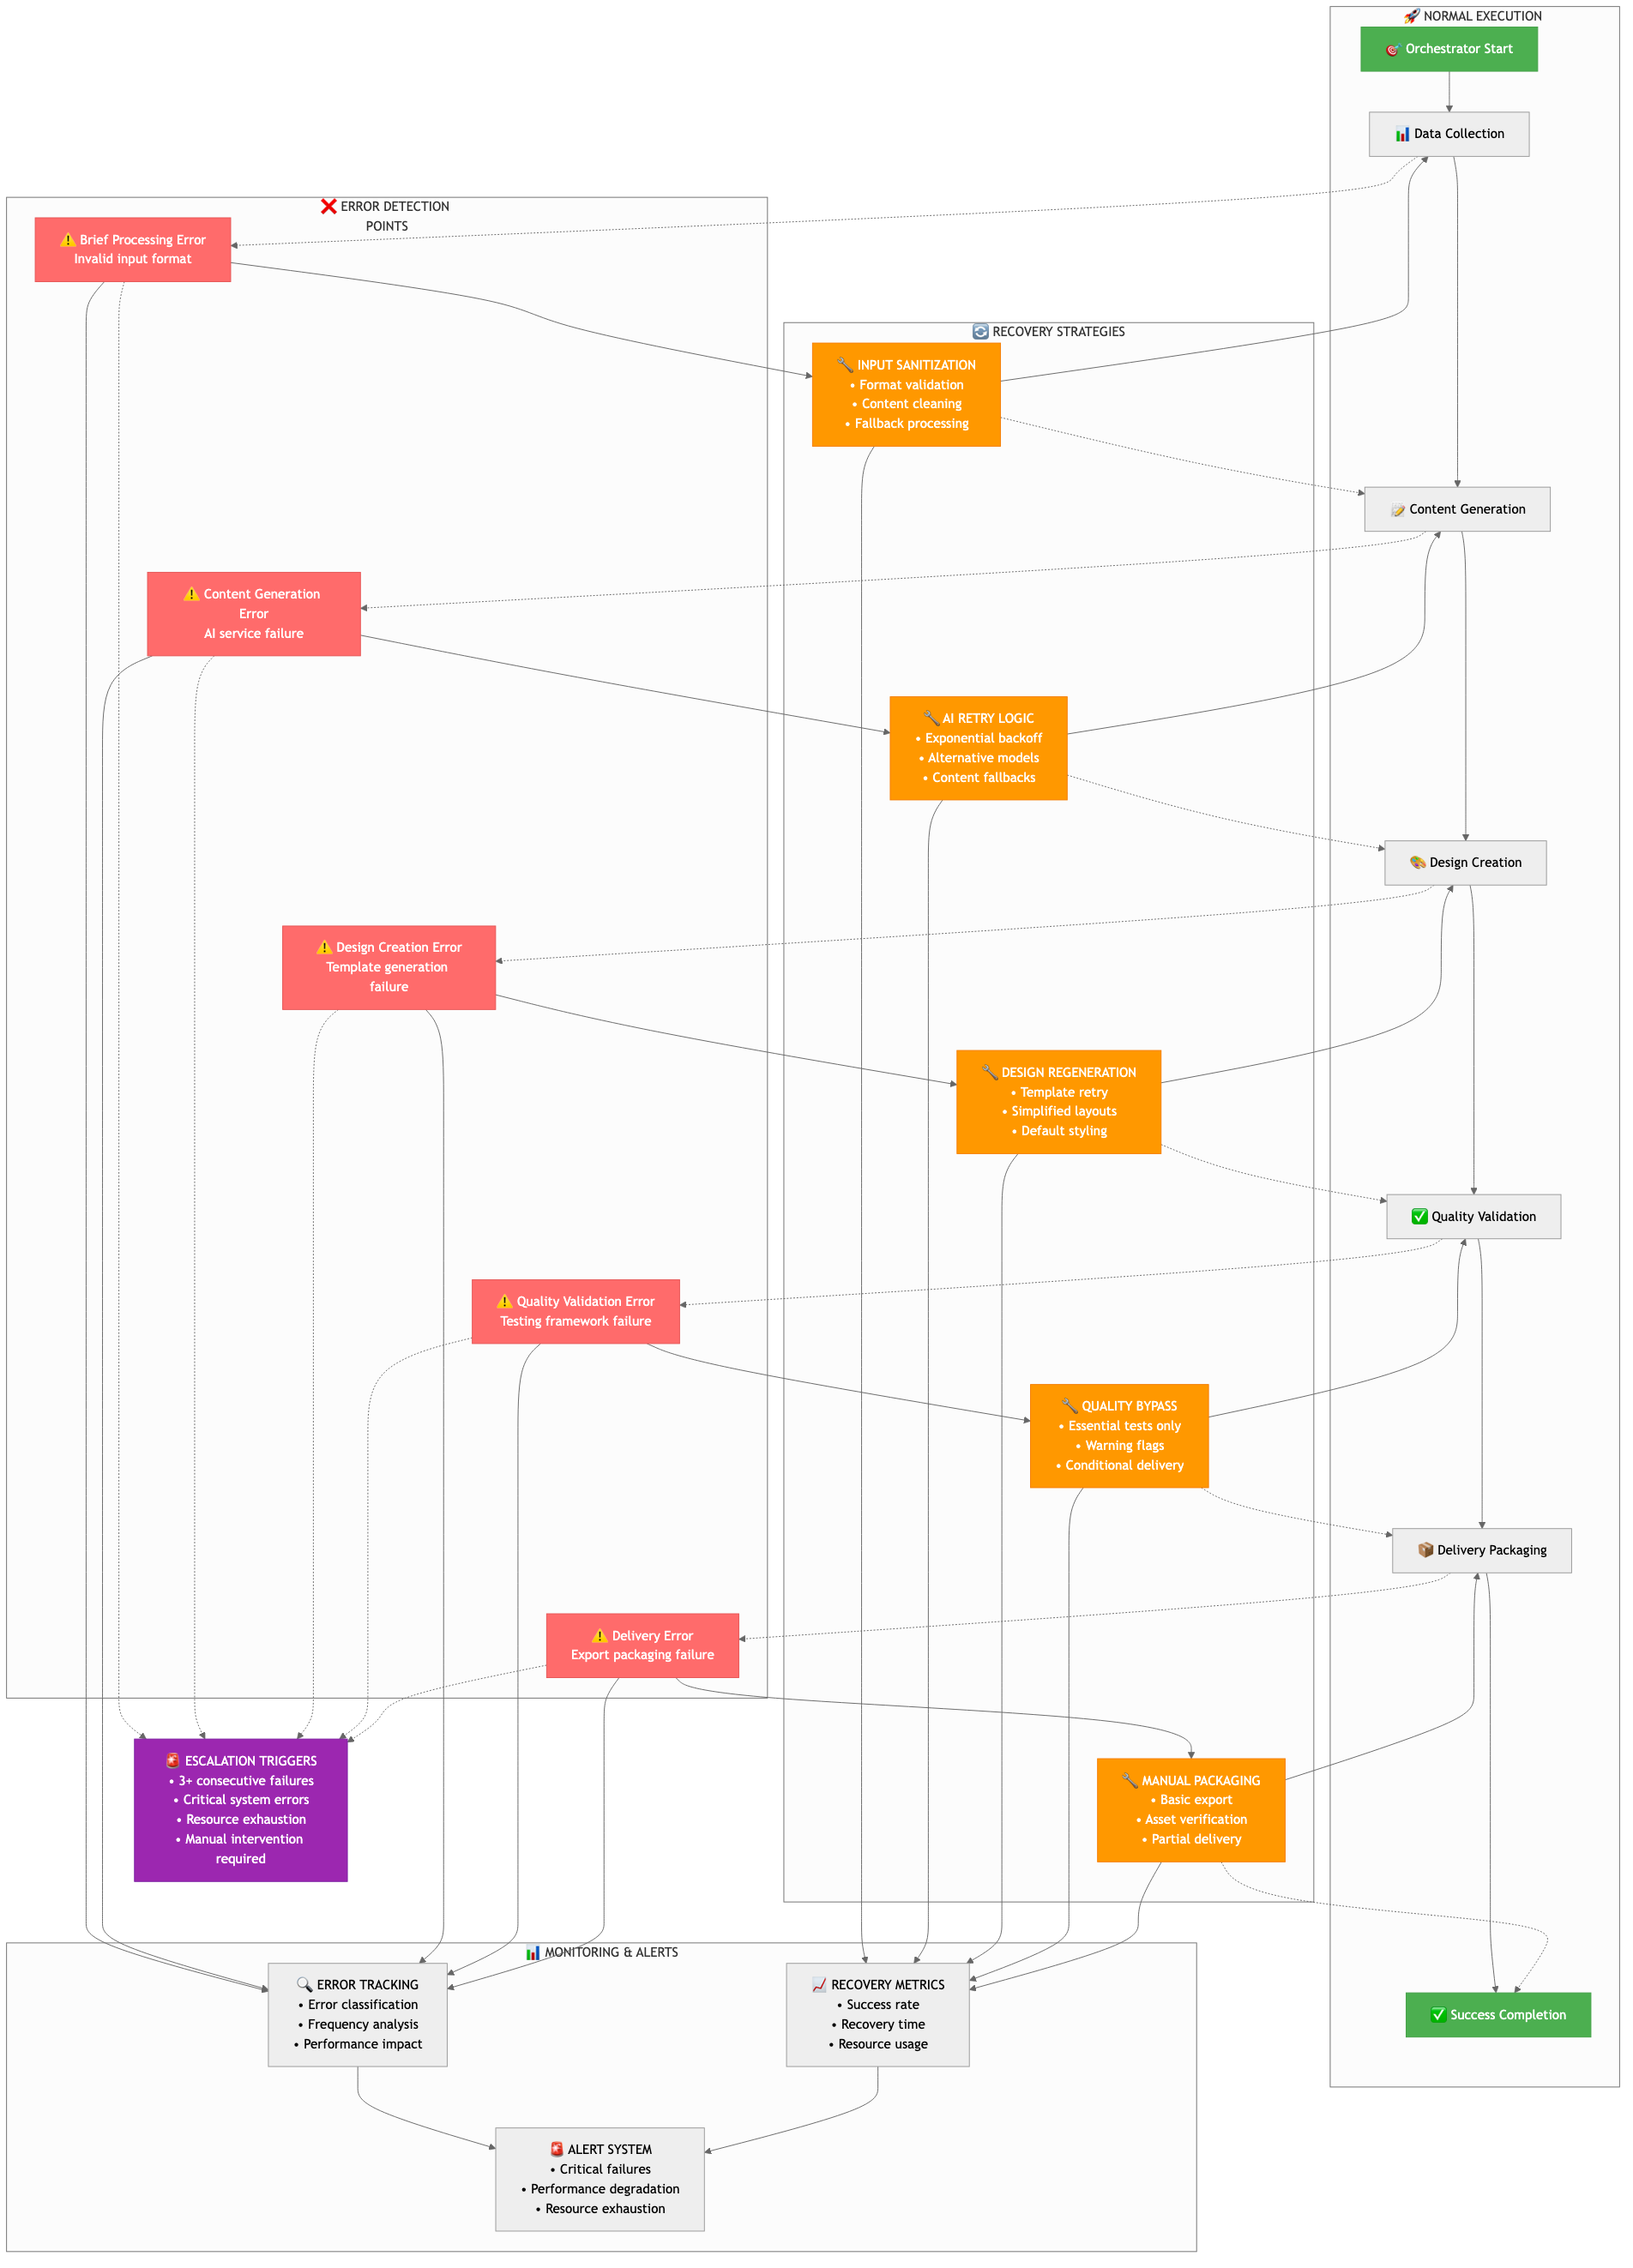 🚀 NORMAL EXECUTION
🎯 Orchestrator Start
📊 Data Collection
❌ ERROR DETECTION
POINTS
⚠️ Brief Processing Error
Invalid input format
🔄 RECOVERY STRATEGIES
🔧 INPUT SANITIZATION
• Format validation
• Content cleaning
• Fallback processing
📝 Content Generation
⚠️ Content Generation
Error
AI service failure
🔧 AI RETRY LOGIC
• Exponential backoff
• Alternative models
• Content fallbacks
🎨 Design Creation
⚠️ Design Creation Error
Template generation
failure
🔧 DESIGN REGENERATION
• Template retry
• Simplified layouts
• Default styling
✅ Quality Validation
⚠️ Quality Validation Error
Testing framework failure
🔧 QUALITY BYPASS
• Essential tests only
• Warning flags
• Conditional delivery
📦 Delivery Packaging
⚠️ Delivery Error
Export packaging failure
🚨 ESCALATION TRIGGERS
• 3+ consecutive failures
• Critical system errors
• Resource exhaustion
• Manual intervention
required
🔧 MANUAL PACKAGING
• Basic export
• Asset verification
• Partial delivery
📊 MONITORING & ALERTS
🔍 ERROR TRACKING
• Error classification
• Frequency analysis
• Performance impact
📈 RECOVERY METRICS
• Success rate
• Recovery time
• Resource usage
✅ Success Completion
🚨 ALERT SYSTEM
• Critical failures
• Performance degradation
• Resource exhaustion